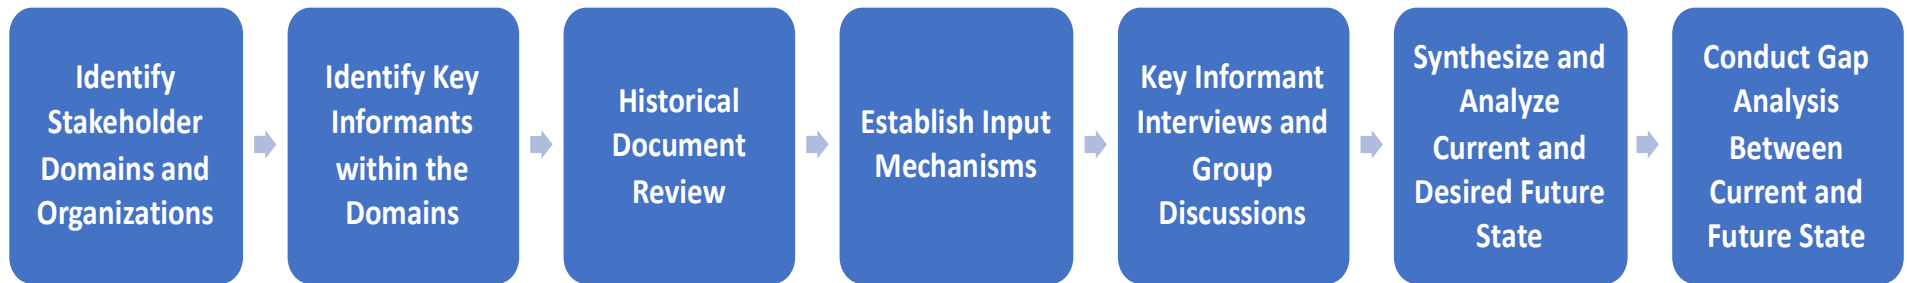 Identify
Stakeholder
Domains and
Organizations
Identify Key
Informants
within the
Domains
Historical
Document
Review
Establish Input
Mechanisms
Key Informant
Interviews and
Group
Discussions
Synthesize and
Analyze
Current and
Desired Future
State
Conduct Gap
Analysis
Between
Current and
Future State